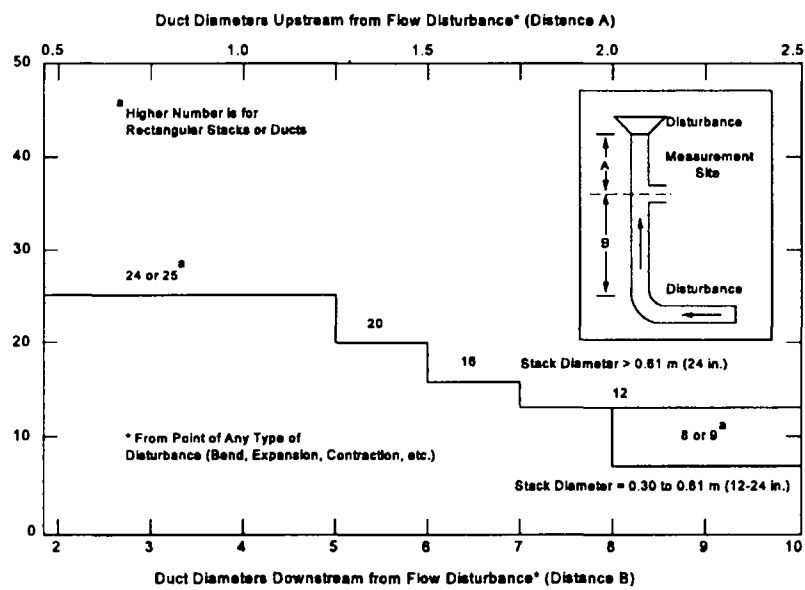 Duct Diameters Upstream from Flow Disturbance* (Distance A)
0.5 1.0 1.5 2.0 2.5
50
40
30
20
10
0
a Higher Number is for
Rectangular Stacks or Ducts
Disturbance
Measurement
Site
A
B
Disturbance
24 or 25 a
20
16
Stack Diameter > 0.61 m (24 in.)
12
8 or 9 a
* From Point of Any Type of
Disturbance (Bend, Expansion, Contraction, etc.)
Stack Diameter = 0.30 to 0.61 m (12-24 in.)
2 3 4 5 6 7 8 9 10
Duct Diameters Downstream from Flow Disturbance* (Distance B)